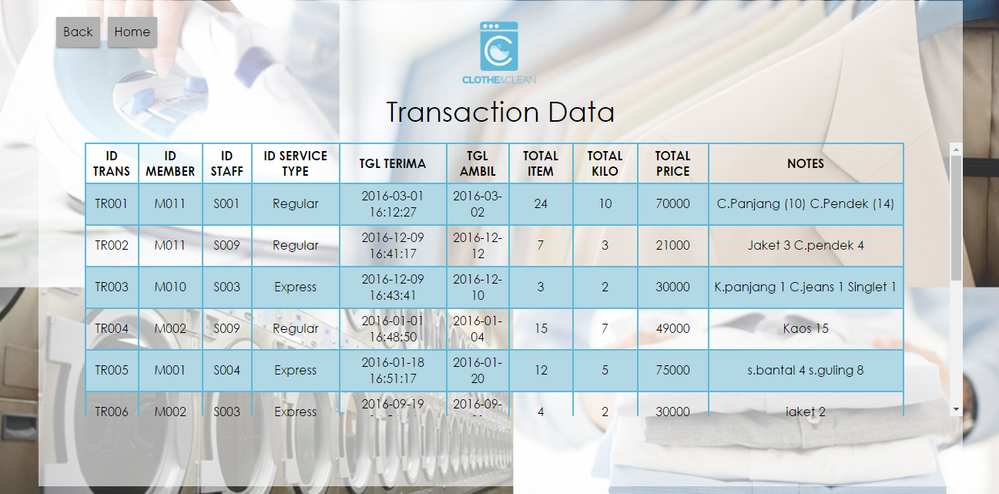 Back Home
CLOTHE&CLEAN
Transaction Data
ID TRANS ID MEMBER ID STAFF ID SERVICE TYPE TGL TERIMA TGL AMBIL TOTAL ITEM TOTAL KILO TOTAL PRICE NOTES
TR001 M011 S001 Regular 2016-03-01 16:12:27 2016-03-02 24 10 70000 C.Panjang (10) C.Pendek (14)
TR002 M011 S009 Regular 2016-12-09 16:41:17 2016-12-12 7 3 21000 Jaket 3 C.pendek 4
TR003 M010 S003 Express 2016-12-09 16:43:41 2016-12-10 3 2 30000 K.panjang 1 C.jeans 1 Singlet 1
TR004 M002 S009 Regular 2016-01-01 16:48:50 2016-01-04 15 7 49000 Kaos 15
TR005 M001 S004 Express 2016-01-18 16:51:17 2016-01-20 12 5 75000 s.bantal 4 s.guling 8
TR006 M002 S003 Express 2016-09-19 2016-09- 4 2 30000 jaket 2